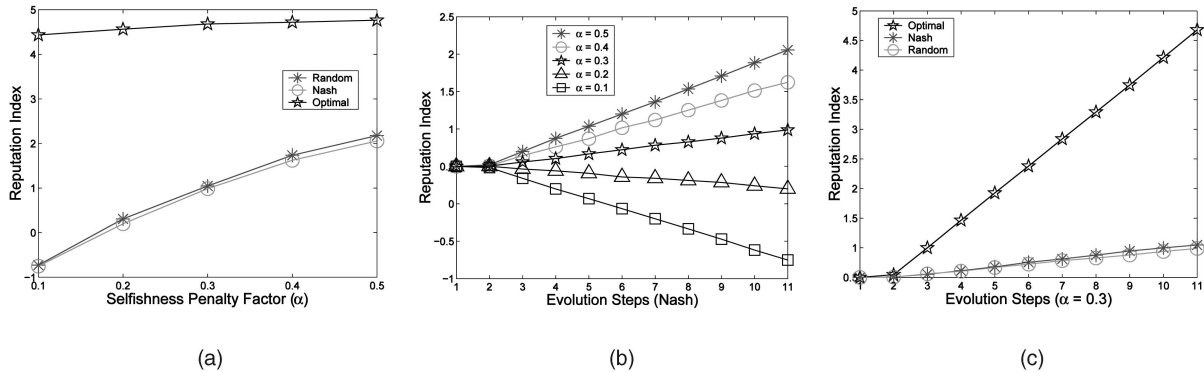 5
4
3
2
1
0
−1
0.1
0.2
0.3
0.4
0.5
Reputation Index
Selfishness Penalty Factor (α)
Random
Nash
Optimal
(a)
2.5
2
1.5
1
0.5
0
−0.5
−1
1
2
3
4
5
6
7
8
9
10
11
Reputation Index
Evolution Steps (Nash)
α = 0.5
α = 0.4
α = 0.3
α = 0.2
α = 0.1
(b)
5
4.5
4
3.5
3
2.5
2
1.5
1
0.5
1
2
3
4
5
6
7
8
9
10
11
Reputation Index
Evolution Steps (α = 0.3)
Optimal
Nash
Random
(c)